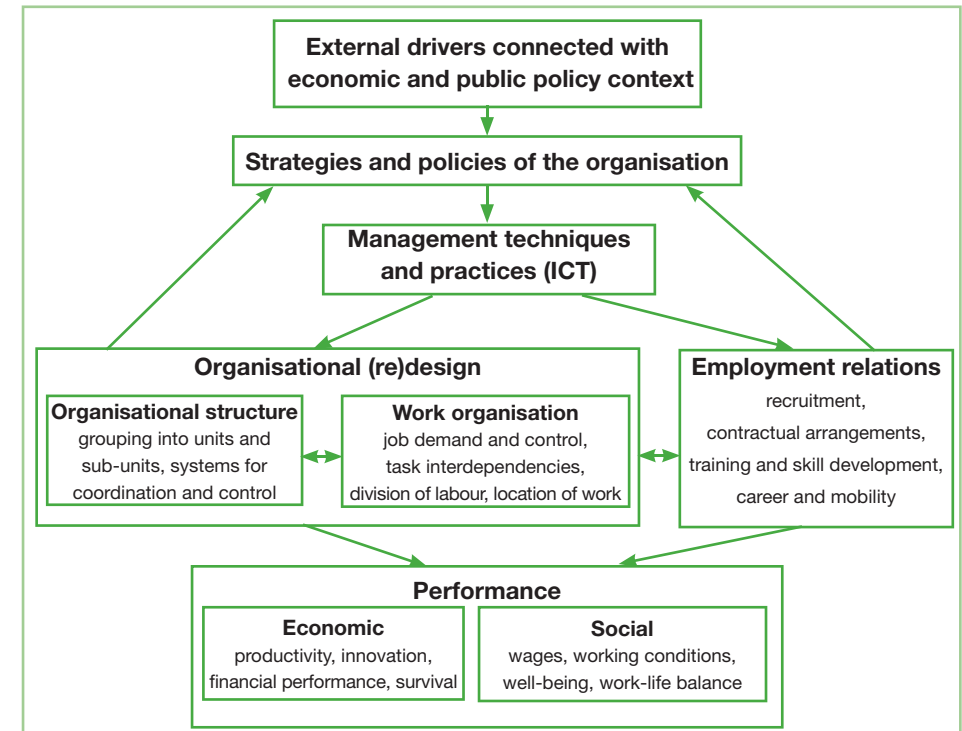 External drivers connected with
economic and public policy context
Strategies and policies of the organisation
Management techniques
and practices (ICT)
Organisational (re)design
Organisational structure
grouping into units and
sub-units, systems for
coordination and control
Work organisation
job demand and control,
task interdependencies,
division of labour, location of work
Employment relations
recruitment,
contractual arrangements,
training and skill development,
career and mobility
Performance
Economic
productivity, innovation,
financial performance, survival
Social
wages, working conditions,
well-being, work-life balance